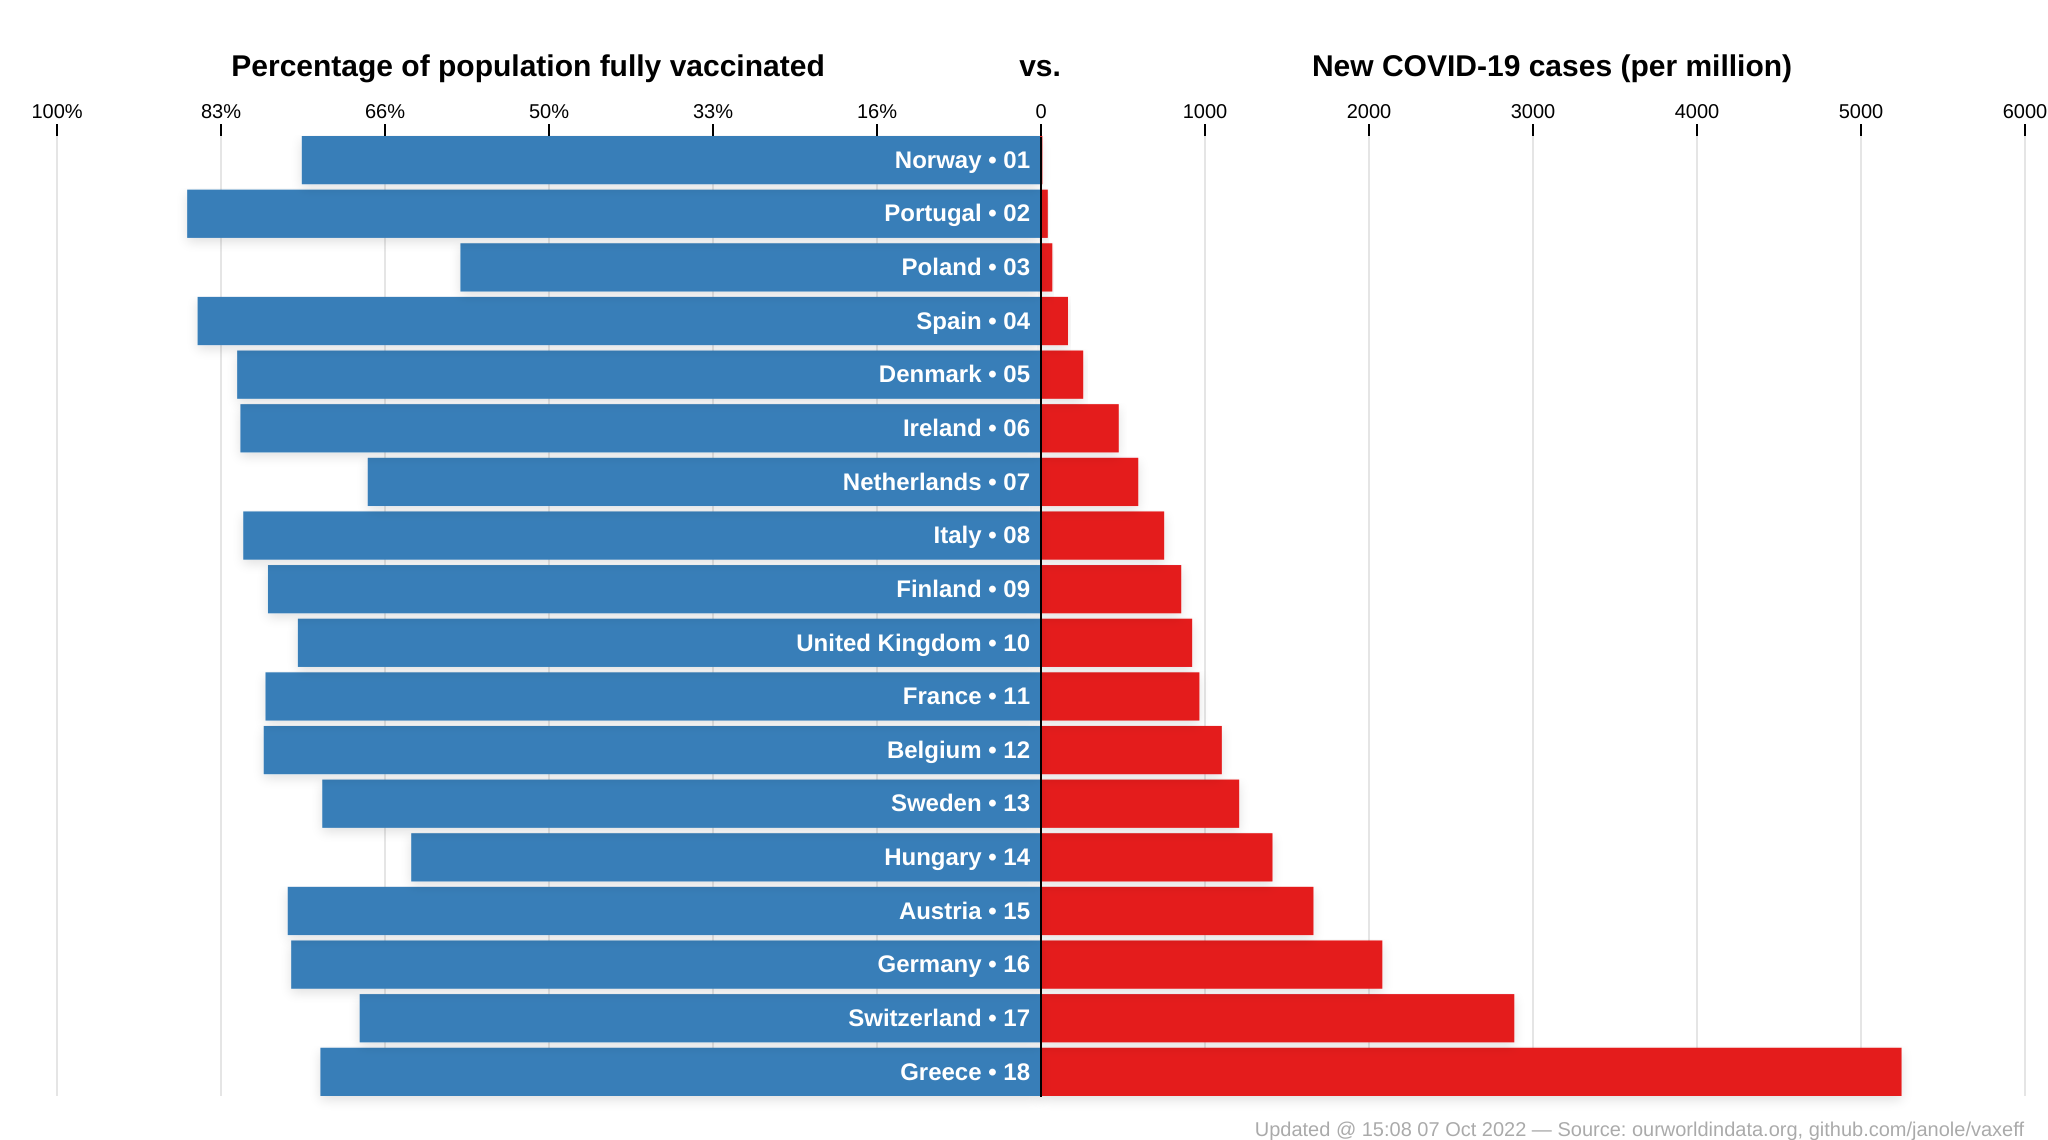 Percentage of population fully vaccinated vs. New COVID-19 cases (per million)
100% 83% 66% 50% 33% 16% 0 1000 2000 3000 4000 5000 6000
Norway • 01
Portugal • 02
Poland • 03
Spain • 04
Denmark • 05
Ireland • 06
Netherlands • 07
Italy • 08
Finland • 09
United Kingdom • 10
France • 11
Belgium • 12
Sweden • 13
Hungary • 14
Austria • 15
Germany • 16
Switzerland • 17
Greece • 18
Updated @ 15:08 07 Oct 2022 — Source: ourworldindata.org, github.com/janole/vaxeff